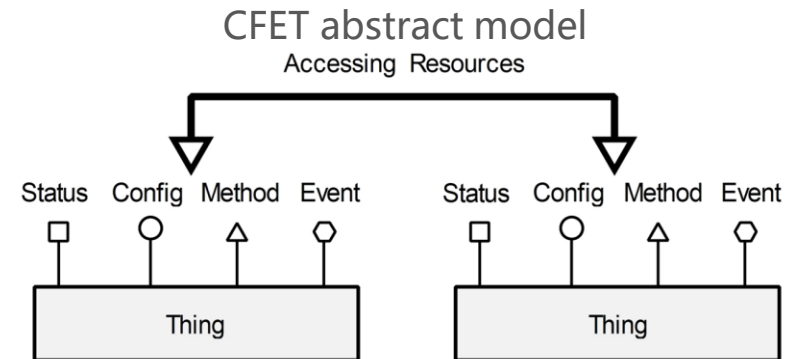 CFET abstract model
Accessing Resources
Status Config Method Event
Status Config Method Event
Thing
Thing